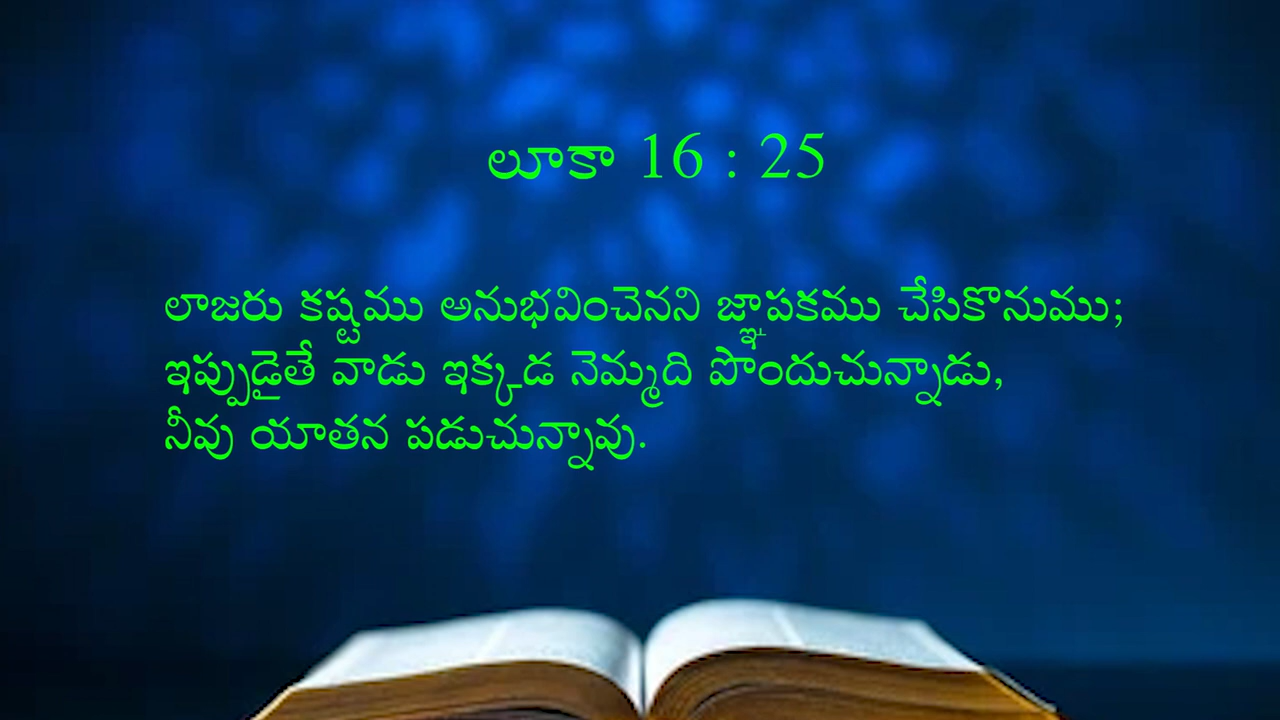 లూకా 16 : 25
లాజరు కష్టము అనుభవించెనని జ్ఞాపకము చేసికొనుము;
ఇప్పుడైతే వాడు ఇక్కడ నెమ్మది పొందుచున్నాడు,
నీవు యాతన పడుచున్నావు.